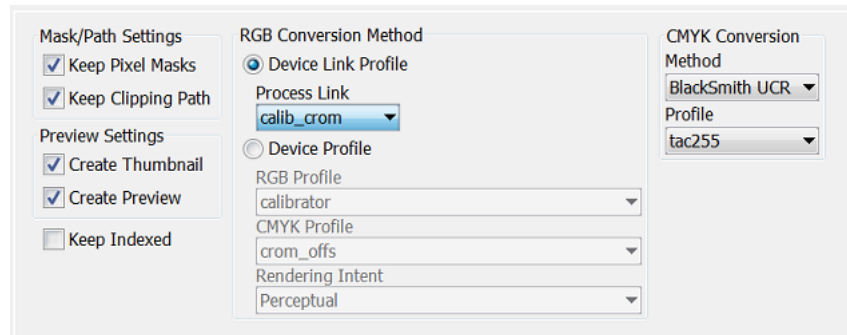 Mask/Path Settings
Keep Pixel Masks
Keep Clipping Path
Preview Settings
Create Thumbnail
Create Preview
Keep Indexed
RGB Conversion Method
Device Link Profile
Process Link
calib_crom
Device Profile
RGB Profile
calibrator
CMYK Profile
crom_offs
Rendering Intent
Perceptual
CMYK Conversion
Method
BlackSmith UCR
Profile
tac255